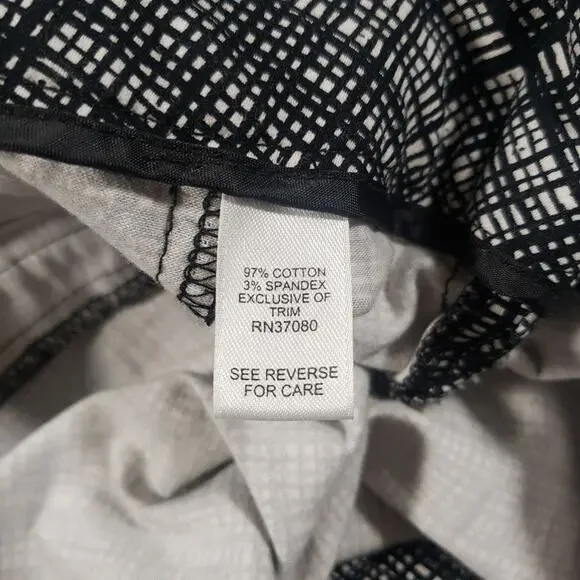 97% COTTON
3% SPANDEX
EXCLUSIVE OF
TRIM
RN37080
SEE REVERSE
FOR CARE